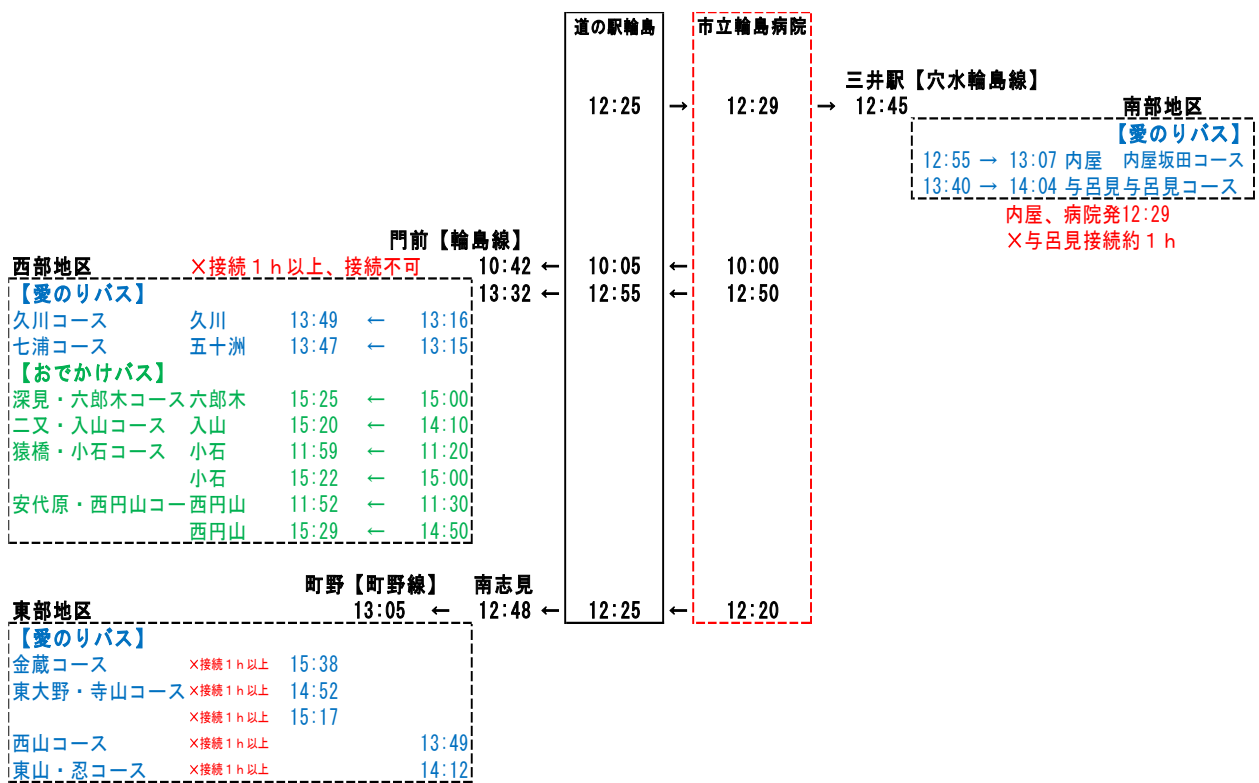 道の駅輪島 市立輪島病院
三井駅【穴水輪島線】
12:25 → 12:29 → 12:45 南部地区
【愛のりバス】
12:55 → 13:07 内屋 内屋坂田コース
13:40 → 14:04 与呂見与呂見コース
内屋、病院発12:29
×与呂見接続約1h
門前【輪島線】
西部地区 ×接続1h以上、接続不可 10:42 ← 10:05 ← 10:00
【愛のりバス】 13:32 ← 12:55 ← 12:50
久川コース 久川 13:49 ← 13:16
七浦コース 五十洲 13:47 ← 13:15
【おでかけバス】
深見・六郎木コース 六郎木 15:25 ← 15:00
二又・入山コース 入山 15:20 ← 14:10
猿橋・小石コース 小石 11:59 ← 11:20
小石 15:22 ← 15:00
安代原・西円山コー 西円山 11:52 ← 11:30
西円山 15:29 ← 14:50
町野【町野線】 南志見
東部地区 13:05 ← 12:48 ← 12:25 ← 12:20
【愛のりバス】
金蔵コース ×接続1h以上 15:38
東大野・寺山コース ×接続1h以上 14:52
×接続1h以上 15:17
西山コース ×接続1h以上 13:49
東山・忍コース ×接続1h以上 14:12